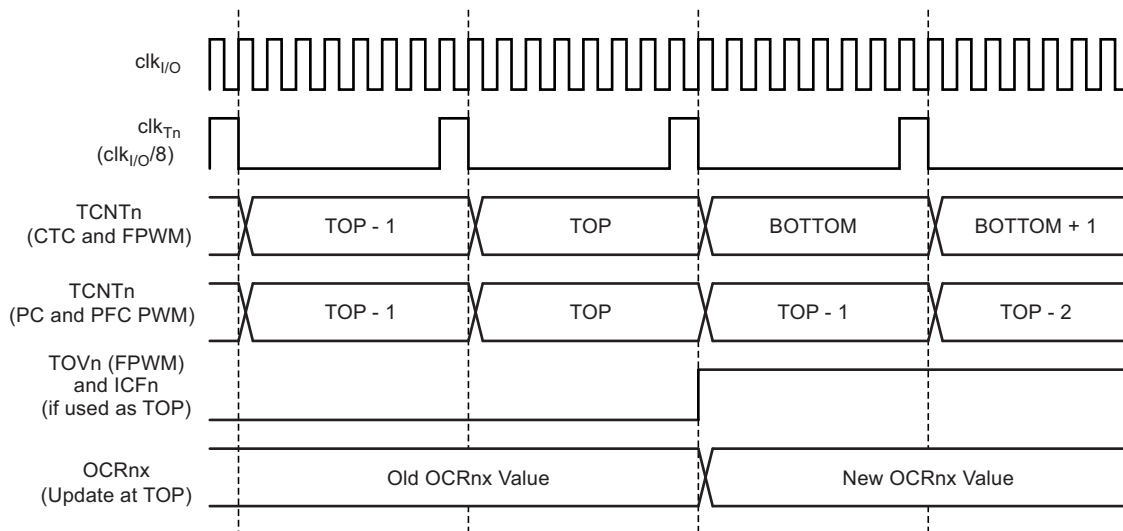 clkI/O
clkTn
(clkI/O/8)
TCNTn
(CTC and FPWM)
TOP - 1
TOP
BOTTOM
BOTTOM + 1
TCNTn
(PC and PFC PWM)
TOP - 1
TOP
TOP - 1
TOP - 2
TOVn (FPWM)
and ICFn
(if used as TOP)
OCRnx
(Update at TOP)
Old OCRnx Value
New OCRnx Value